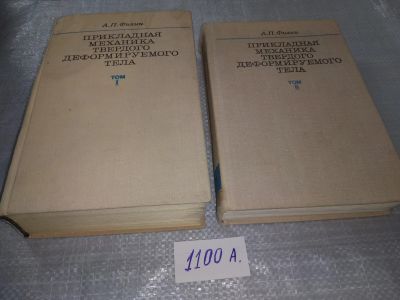 А.П.Филин
ПРИКЛАДНАЯ
МЕХАНИКА
ТВЕРДОГО
ДЕФОРМИРУЕМОГО
ТЕЛА
ТОМ
I
А.П.Филин
ПРИКЛАДНАЯ
МЕХАНИКА
ТВЕРДОГО
ДЕФОРМИРУЕМОГО
ТЕЛА
ТОМ
II
1100 А.